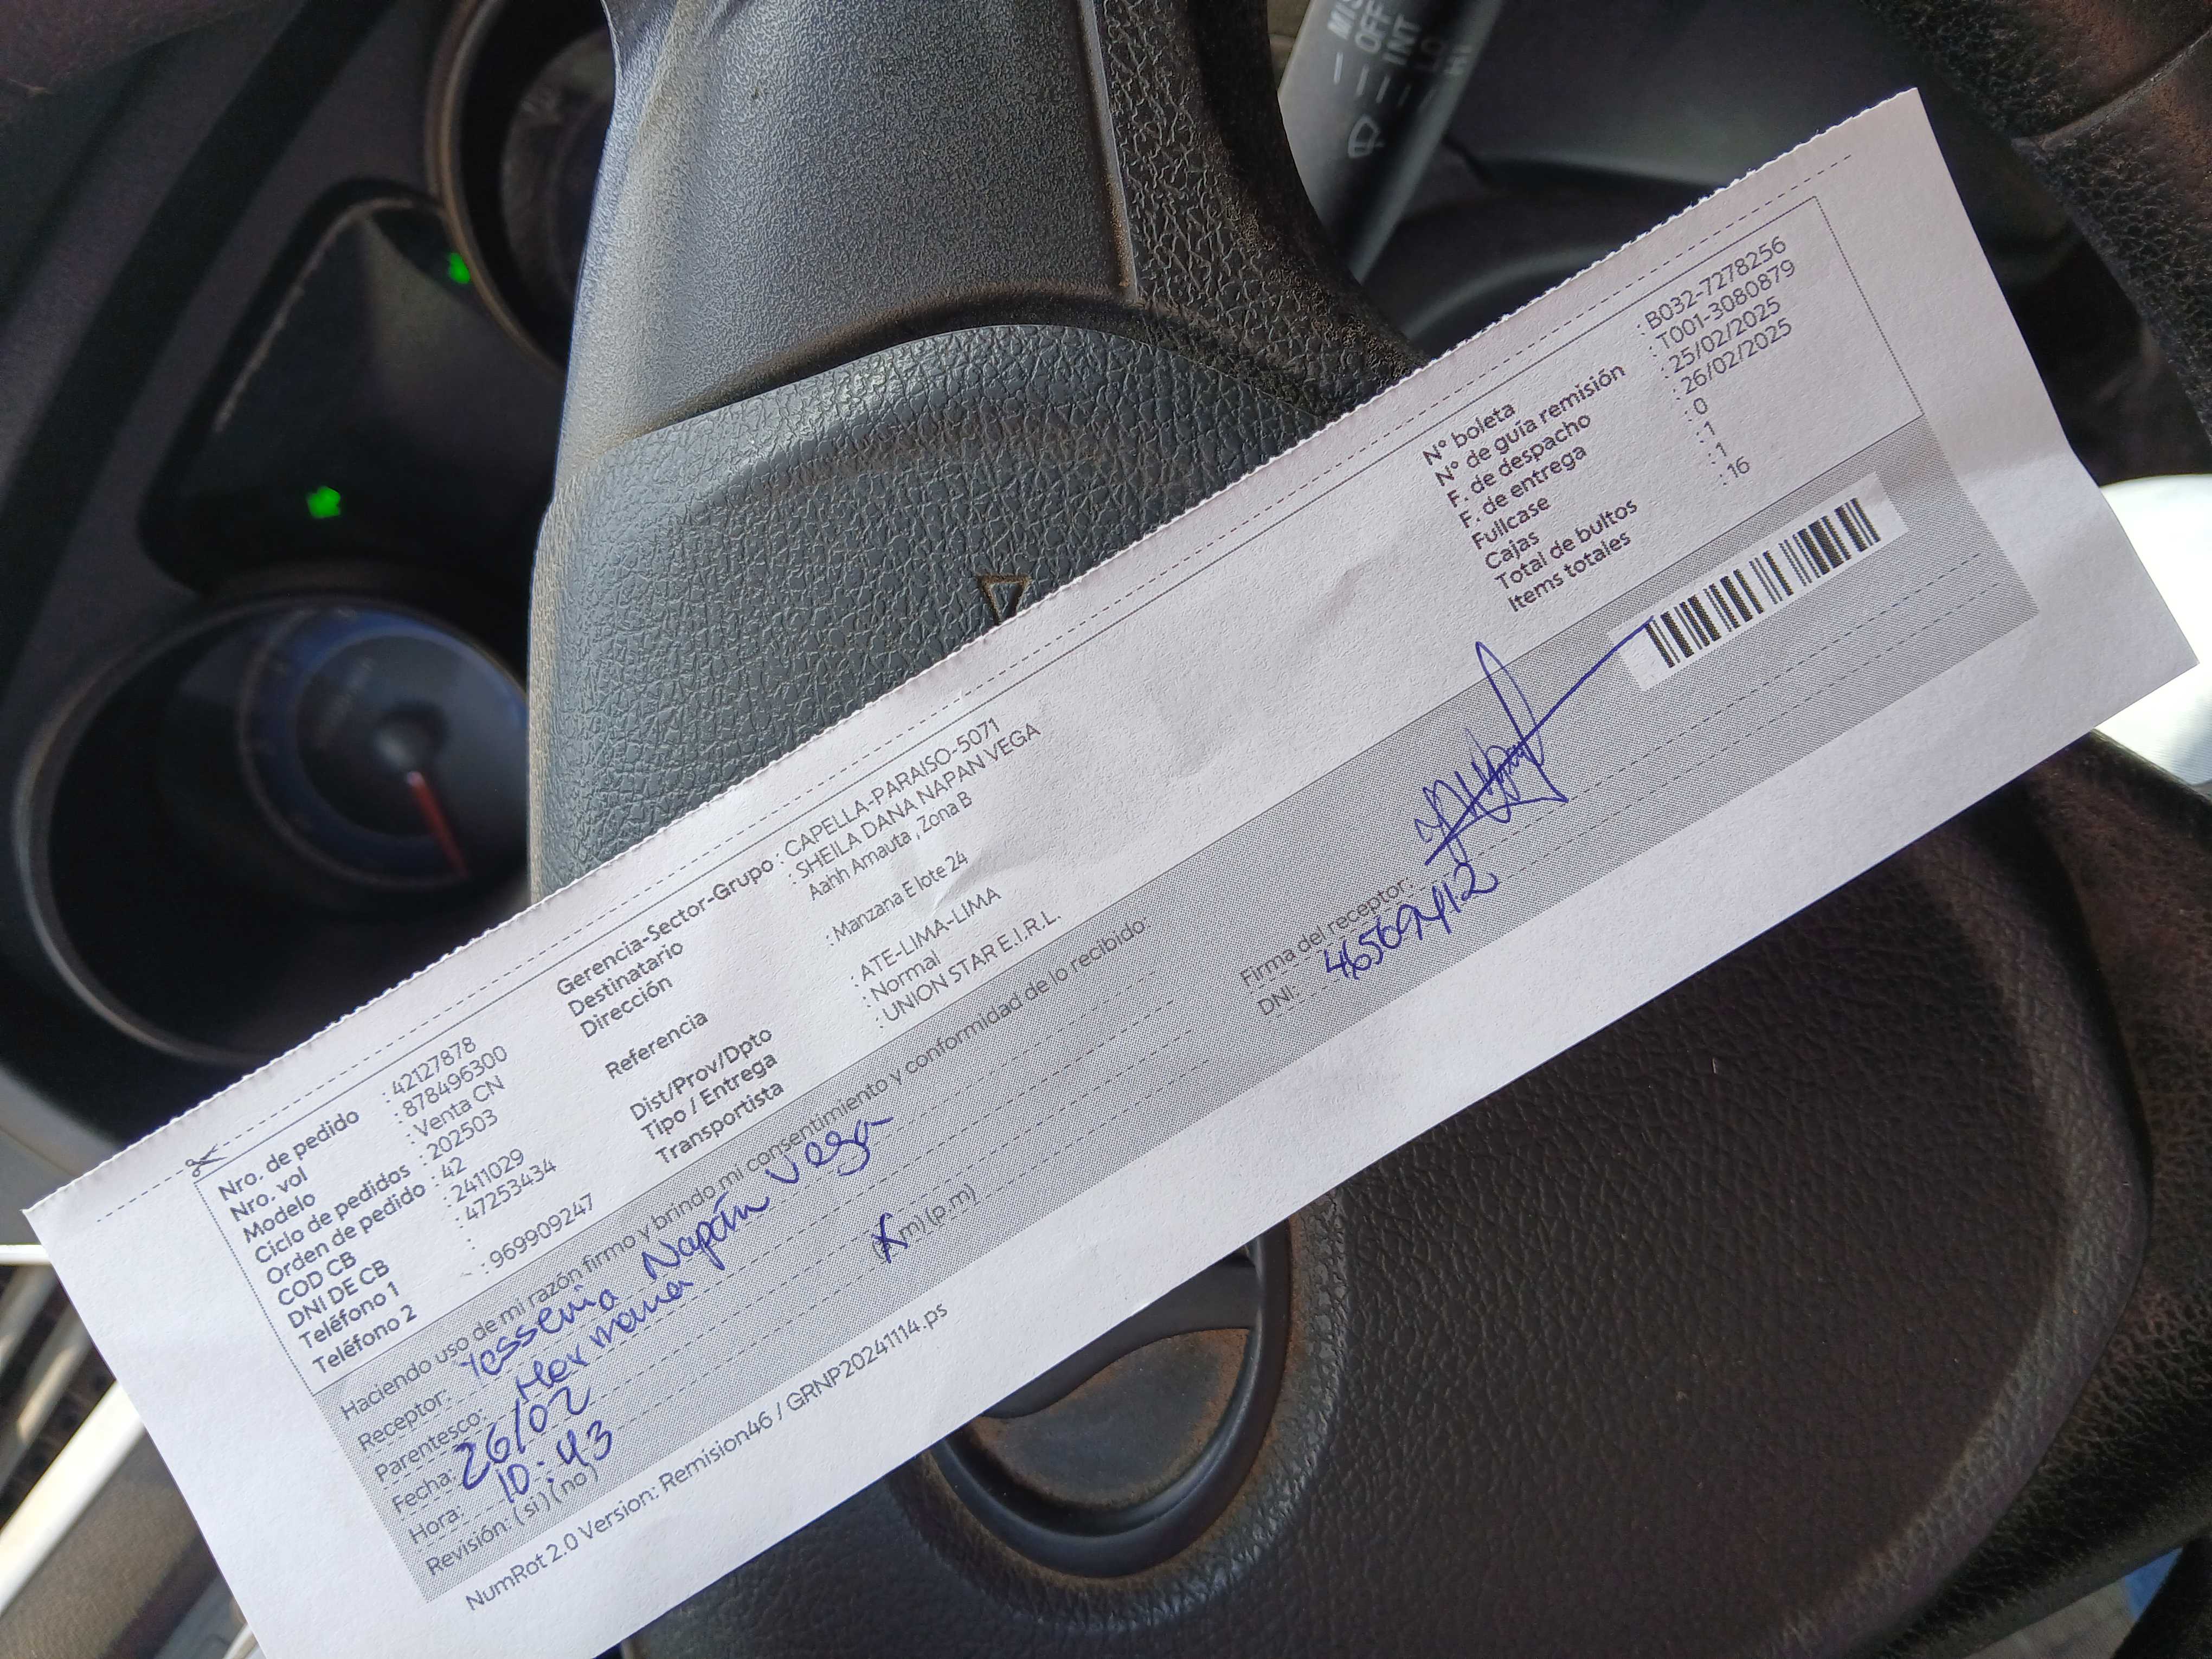 Nro. de pedido : 42127878
Nro. vol : 878496300
Modelo : Venta CN
Ciclo de pedidos : 202503
Orden de pedido : 42
COD CB : 2411029
DNI DE CB : 47253434
Teléfono 1 :
Teléfono 2 : 969909247
Gerencia-Sector-Grupo : CAPELLA-PARAISO-5071
Destinatario : SHEILA DANA NAPAN VEGA
Dirección : Aahh Amauta , Zona B
Referencia : Manzana E lote 24
Dist/Prov/Dpto : ATE-LIMA-LIMA
Tipo / Entrega : Normal
Transportista : UNION STAR E.I.R.L.
N° boleta : B032-7278256
N° de guía remisión : T001-3080879
F. de despacho : 25/02/2025
F. de entrega : 26/02/2025
Fullcase : 0
Cajas : 1
Total de bultos : 1
Items totales : 16
Haciendo uso de mi razón firmo y brindo mi consentimiento y conformidad de lo recibido:
Receptor: Yessenia Napán Vega
Parentesco: Hermana
Fecha: 26/02
Hora: 10:43 m) (p.m)
Revisión: ( si ) ( no )
Firma del receptor:
DNI: 46569412
NumRot 2.0 Version: Remision46 / GRNP20241114.ps
OFF
INT